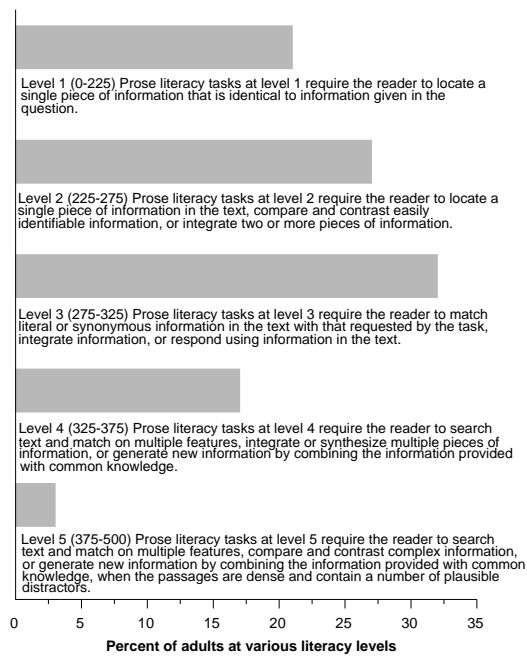 Level 1 (0-225) Prose literacy tasks at level 1 require the reader to locate a
single piece of information that is identical to information given in the
question.
Level 2 (225-275) Prose literacy tasks at level 2 require the reader to locate a
single piece of information in the text, compare and contrast easily
identifiable information, or integrate two or more pieces of information.
Level 3 (275-325) Prose literacy tasks at level 3 require the reader to match
literal or synonymous information in the text with that requested by the task,
integrate information, or respond using information in the text.
Level 4 (325-375) Prose literacy tasks at level 4 require the reader to search
text and match on multiple features, integrate or synthesize multiple pieces of
information, or generate new information by combining the information provided
with common knowledge.
Level 5 (375-500) Prose literacy tasks at level 5 require the reader to search
text and match on multiple features, compare and contrast complex information,
or generate new information by combining the information provided with common
knowledge, when the passages are dense and contain a number of plausible
distractors.
0 5 10 15 20 25 30 35
Percent of adults at various literacy levels